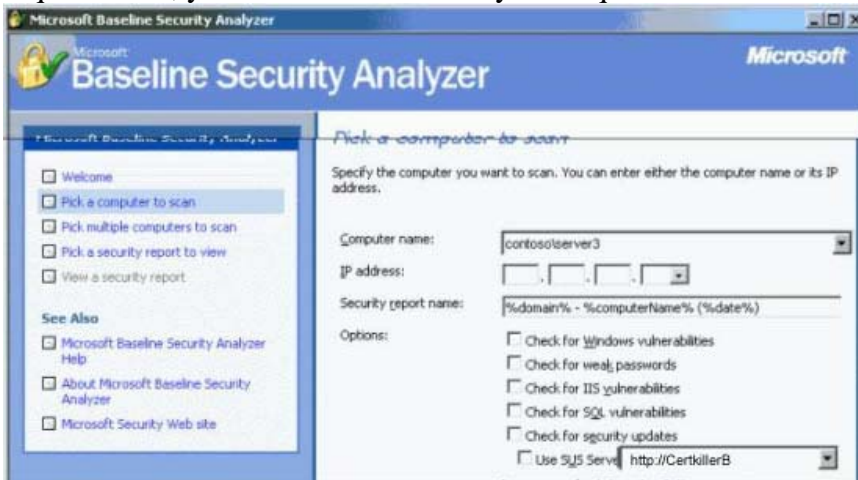 Microsoft Baseline Security Analyzer
Microsoft
Baseline Security Analyzer
Microsoft
Microsoft Baseline Security Analyzer
Welcome
Pick a computer to scan
Pick multiple computers to scan
Pick a security report to view
View a security report
See Also
Microsoft Baseline Security Analyzer
Help
About Microsoft Baseline Security
Analyzer
Microsoft Security Web site
Pick a computer to scan
Specify the computer you want to scan. You can enter either the computer name or its IP
address.
Computer name:
contoso\server3
IP address:
Security report name:
%domain% - %computerName% (%date%)
Options:
Check for Windows vulnerabilities
Check for weak passwords
Check for IIS vulnerabilities
Check for SQL vulnerabilities
Check for security updates
Use SUS Serve
http://CertkillerB